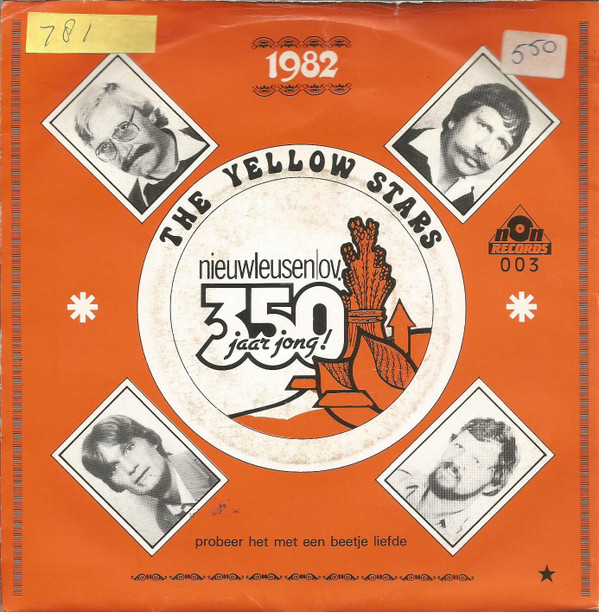 781
550
1982
THE YELLOW STARS
nieuwleusen|ov.
350
jaar jong!
non
RECORDS
003
probeer het met een beetje liefde